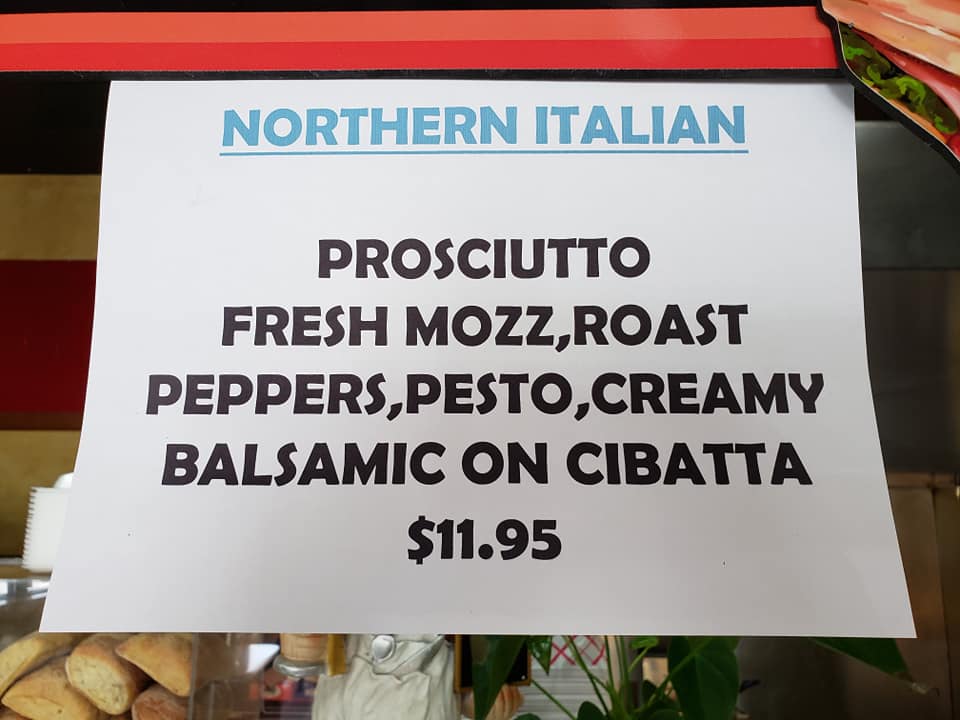 NORTHERN ITALIAN
PROSCIUTTO
FRESH MOZZ,ROAST
PEPPERS,PESTO,CREAMY
BALSAMIC ON CIBATTA
$11.95